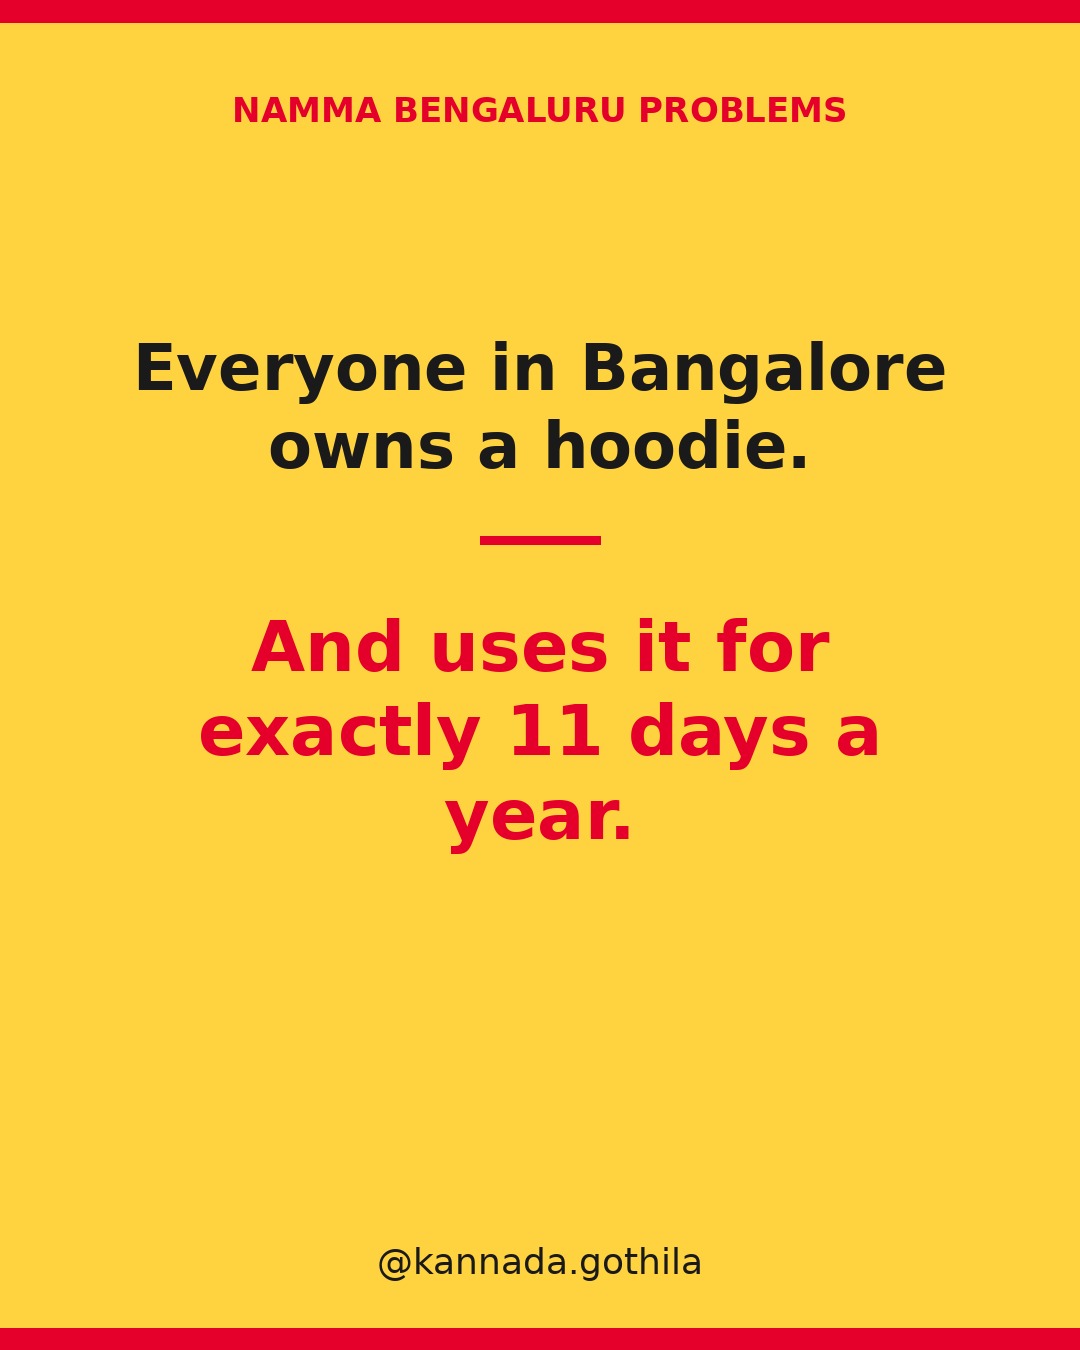 NAMMA BENGALURU PROBLEMS
Everyone in Bangalore
owns a hoodie.
And uses it for
exactly 11 days a
year.
@kannada.gothila